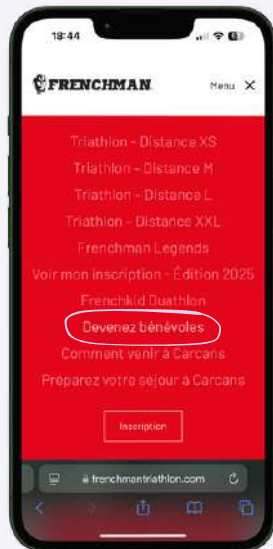 18:44
FRENCHMAN
Menu ×
Triathlon – Distance XS
Triathlon – Distance M
Triathlon – Distance L
Triathlon – Distance XXL
Frenchman Legends
Voir mon inscription - Édition 2025
Frenchkid Duathlon
Devenez bénévoles
Comment venir à Carcans
Préparez votre séjour à Carcans
Inscription
frenchmantriathlon.com